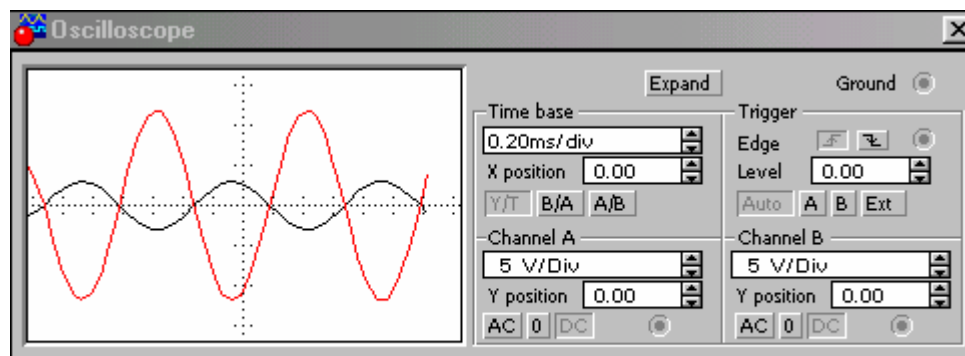 Oscilloscope
Expand
Ground
Time base
0.20ms/div
X position 0.00
Y/T B/A A/B
Trigger
Edge
Level 0.00
Auto A B Ext
Channel A
5 V/Div
Y position 0.00
AC 0 DC
Channel B
5 V/Div
Y position 0.00
AC 0 DC